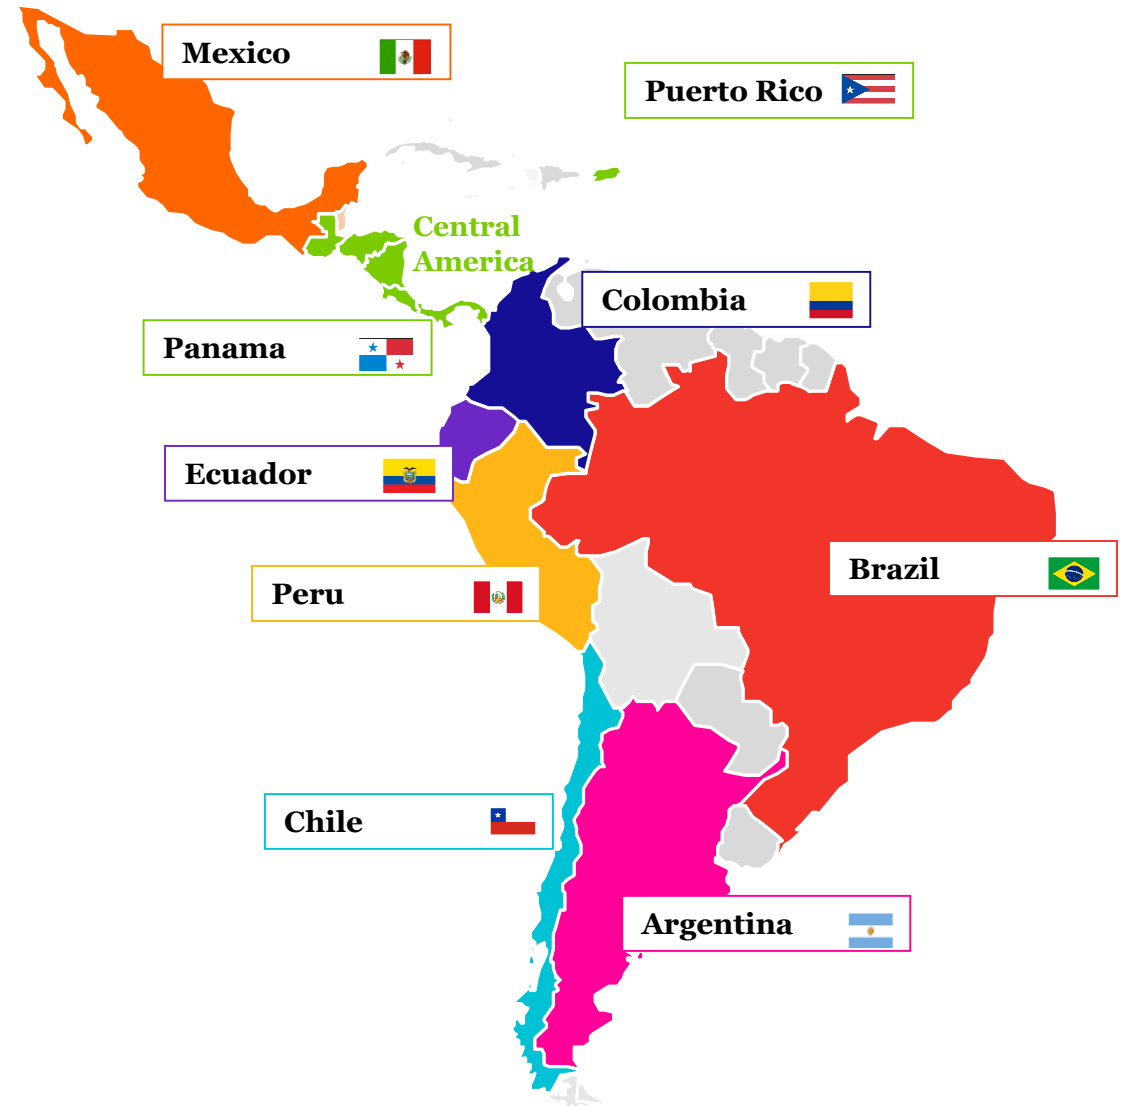 Mexico
Puerto Rico
Central
America
Colombia
Panama
Ecuador
Brazil
Peru
Chile
Argentina